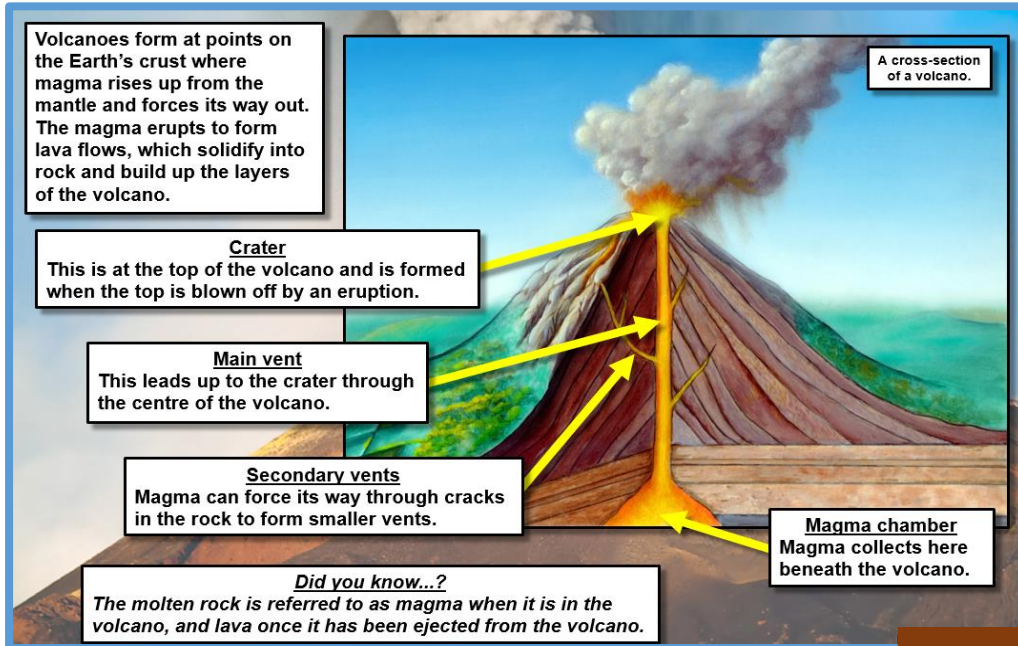 Volcanoes form at points on
the Earth's crust where
magma rises up from the
mantle and forces its way out.
The magma erupts to form
lava flows, which solidify into
rock and build up the layers
of the volcano.
A cross-section
of a volcano.
Crater
This is at the top of the volcano and is formed
when the top is blown off by an eruption.
Main vent
This leads up to the crater through
the centre of the volcano.
Secondary vents
Magma can force its way through cracks
in the rock to form smaller vents.
Magma chamber
Magma collects here
beneath the volcano.
Did you know...?
The molten rock is referred to as magma when it is in the
volcano, and lava once it has been ejected from the volcano.